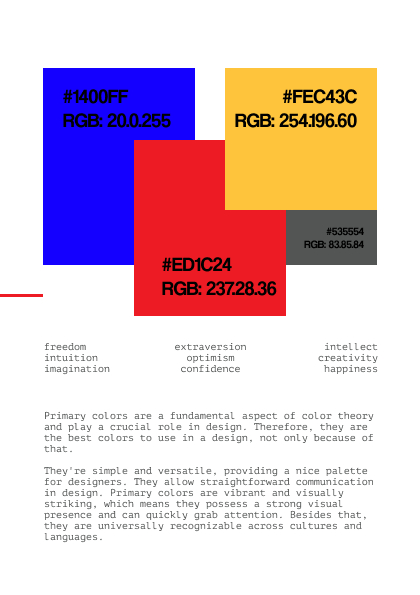 #1400FF
RGB: 20.0.255
#FEC43C
RGB: 254.196.60
#535554
RGB: 83.85.84
#ED1C24
RGB: 237.28.36
freedom
intuition
imagination
extraversion
optimism
confidence
intellect
creativity
happiness
Primary colors are a fundamental aspect of color theory
and play a crucial role in design. Therefore, they are
the best colors to use in a design, not only because of
that.
They're simple and versatile, providing a nice palette
for designers. They allow straightforward communication
in design. Primary colors are vibrant and visually
striking, which means they possess a strong visual
presence and can quickly grab attention. Besides that,
they are universally recognizable across cultures and
languages.